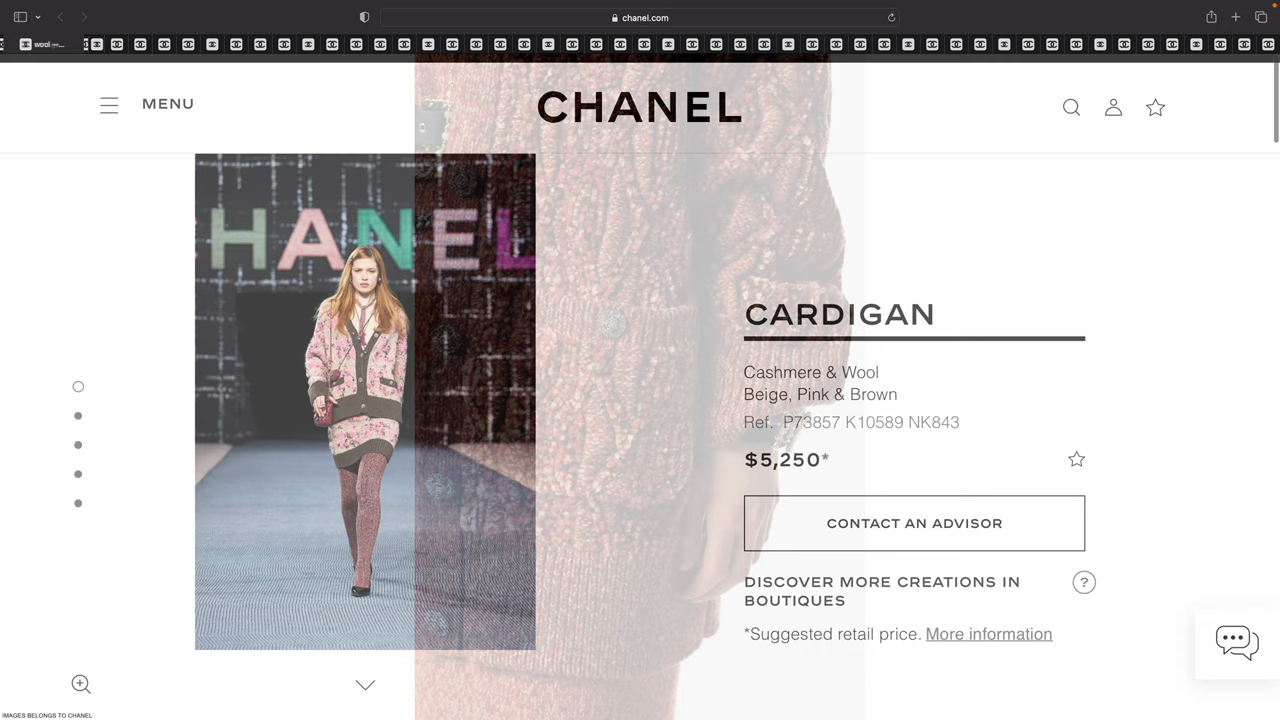 chanel.com
wool
MENU
CHANEL
CHANEL
CARDIGAN
Cashmere & Wool
Beige, Pink & Brown
Ref. P73857 K10589 NK843
$5,250*
CONTACT AN ADVISOR
DISCOVER MORE CREATIONS IN
BOUTIQUES
?
*Suggested retail price. More information
IMAGES BELONGS TO CHANEL